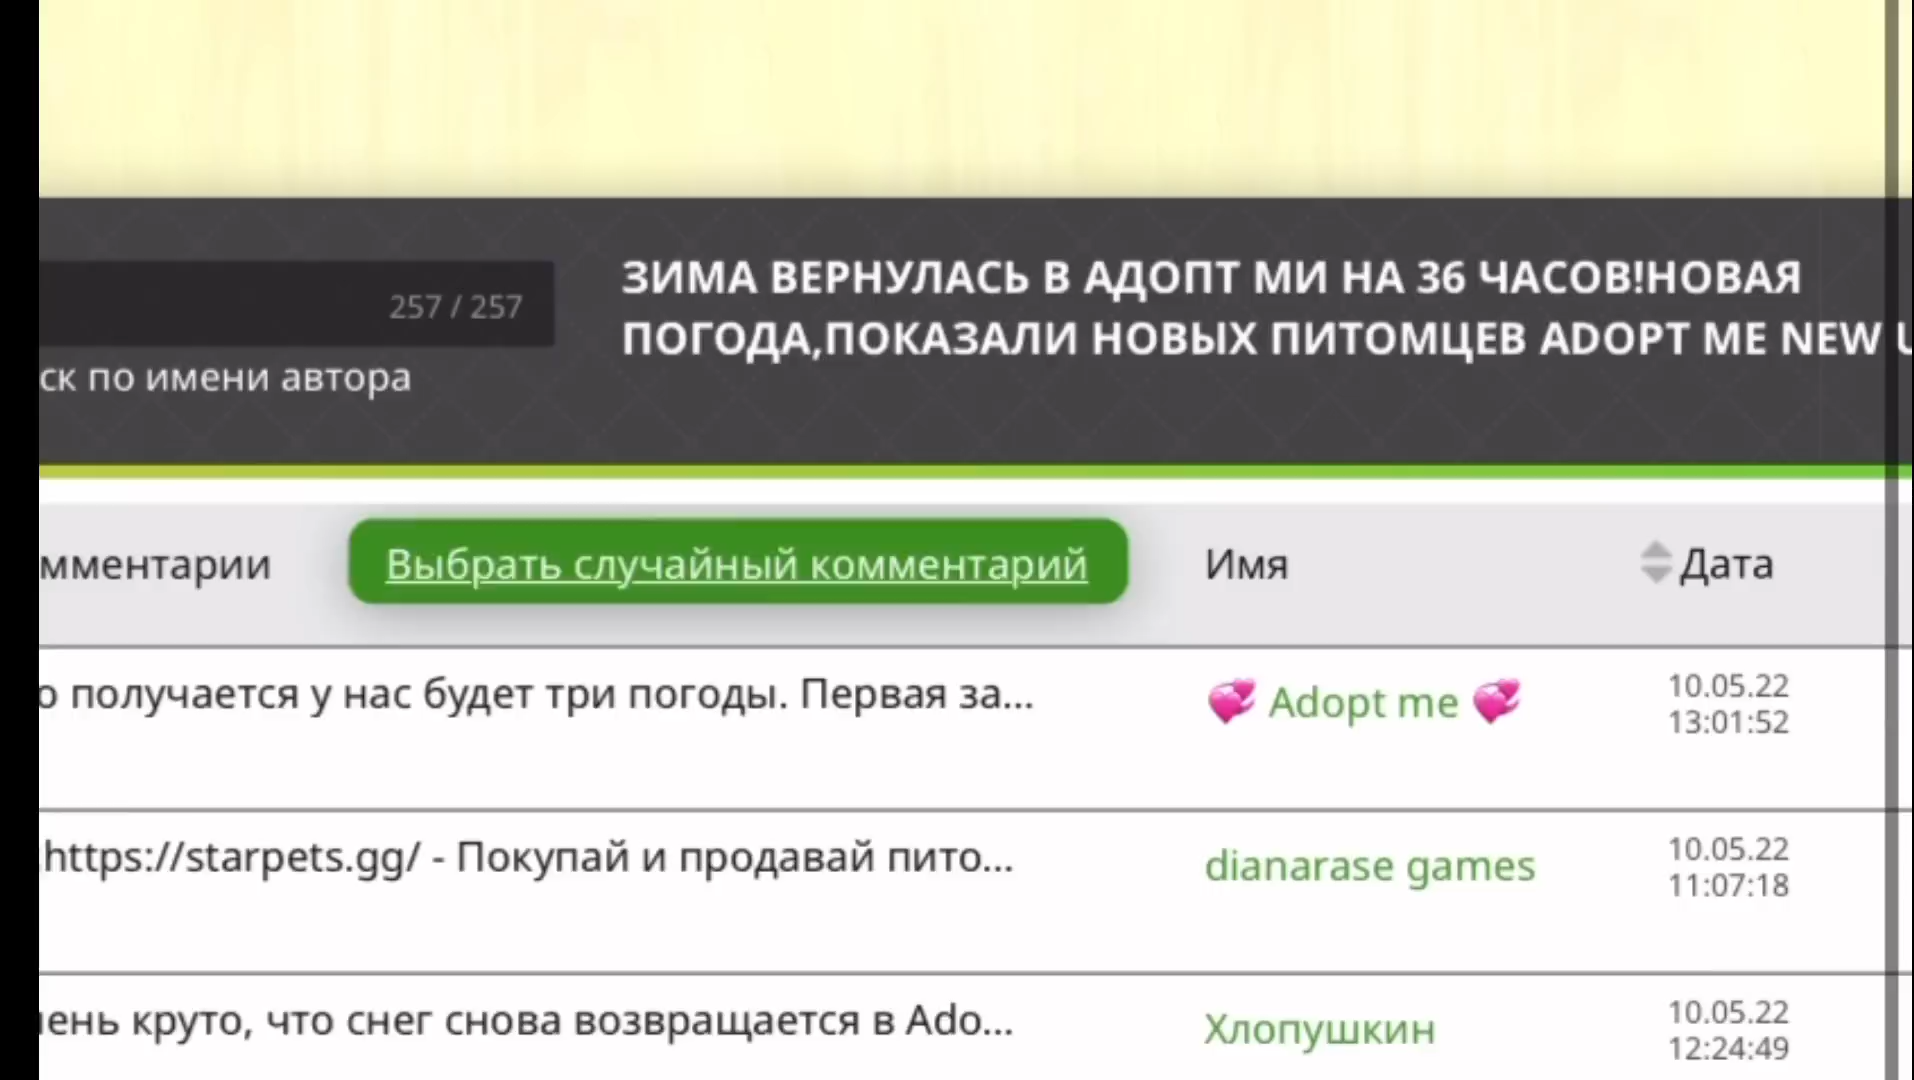 257 / 257
ск по имени автора
ЗИМА ВЕРНУЛАСЬ В АДОПТ МИ НА 36 ЧАСОВ!НОВАЯ
ПОГОДА,ПОКАЗАЛИ НОВЫХ ПИТОМЦЕВ ADOPT ME NEW
мментарии
Выбрать случайный комментарий
Имя
Дата
о получается у нас будет три погоды. Первая за...
💞 Adopt me 💞
10.05.22
13:01:52
https://starpets.gg/ - Покупай и продавай пито...
dianarase games
10.05.22
11:07:18
ень круто, что снег снова возвращается в Ado...
Хлопушкин
10.05.22
12:24:49